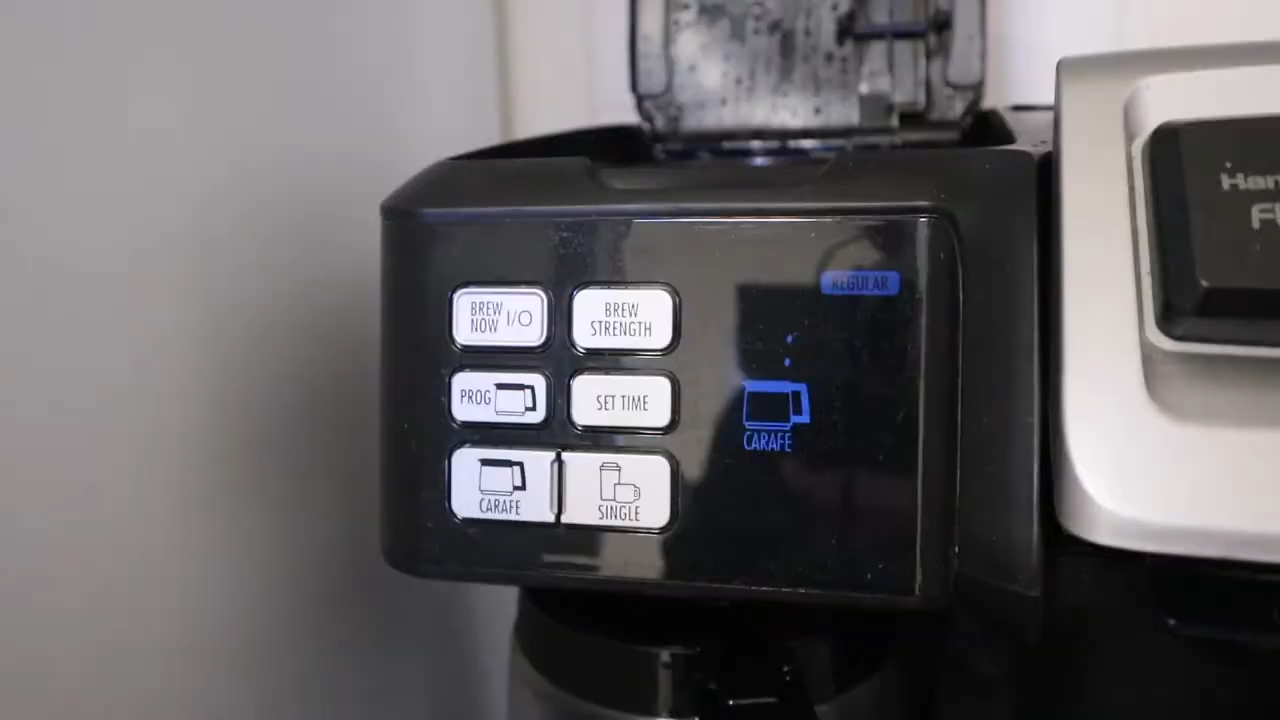 REGULAR
BREW
NOW I/O
BREW
STRENGTH
PROG
SET TIME
CARAFE
CARAFE
SINGLE